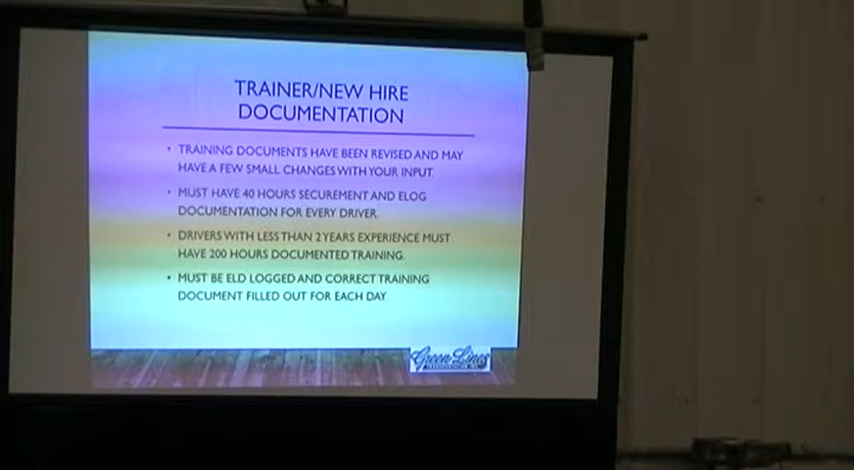 TRAINER/NEW HIRE
DOCUMENTATION
• TRAINING DOCUMENTS HAVE BEEN REVISED AND MAY
HAVE A FEW SMALL CHANGES WITH YOUR INPUT.
• MUST HAVE 40 HOURS SECUREMENT AND ELOG
DOCUMENTATION FOR EVERY DRIVER.
• DRIVERS WITH LESS THAN 2 YEARS EXPERIENCE MUST
HAVE 200 HOURS DOCUMENTED TRAINING.
• MUST BE ELD LOGGED AND CORRECT TRAINING
DOCUMENT FILLED OUT FOR EACH DAY
Green Lines